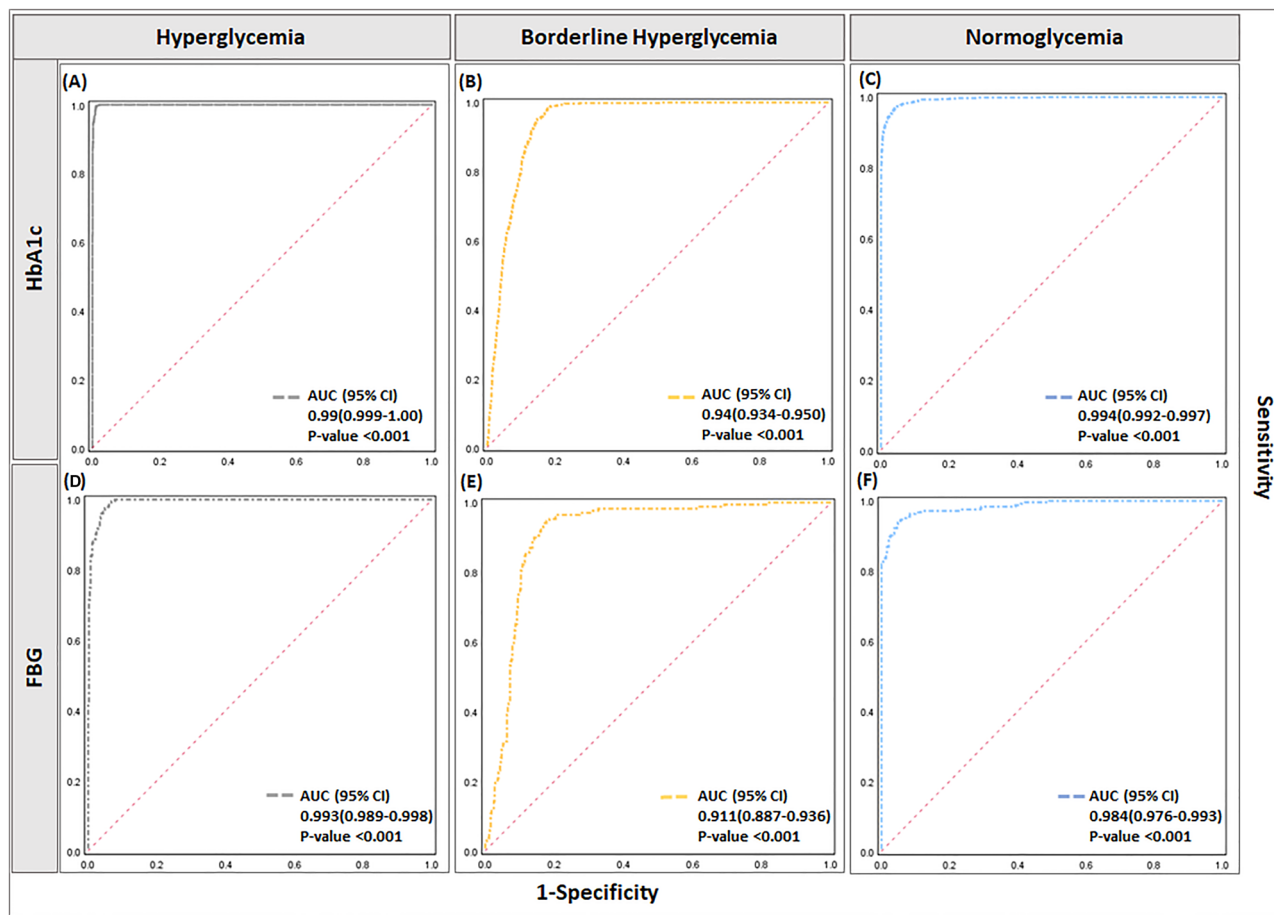 Hyperglycemia
Borderline Hyperglycemia
Normoglycemia
HbA1c
(A)
1.0
0.8
0.6
0.4
0.2
0.0
0.0 0.2 0.4 0.6 0.8 1.0
AUC (95% CI)
0.99(0.999-1.00)
P-value <0.001
(B)
1.0
0.8
0.6
0.4
0.2
0.0
0.0 0.2 0.4 0.6 0.8 1.0
AUC (95% CI)
0.94(0.934-0.950)
P-value <0.001
(C)
1.0
0.8
0.6
0.4
0.2
0.0
0.0 0.2 0.4 0.6 0.8 1.0
AUC (95% CI)
0.994(0.992-0.997)
P-value <0.001
Sensitivity
FBG
(D)
1.0
0.8
0.6
0.4
0.2
0.0
0.0 0.2 0.4 0.6 0.8 1.0
AUC (95% CI)
0.993(0.989-0.998)
P-value <0.001
(E)
1.0
0.8
0.6
0.4
0.2
0.0
0.0 0.2 0.4 0.6 0.8 1.0
AUC (95% CI)
0.911(0.887-0.936)
P-value <0.001
(F)
1.0
0.8
0.6
0.4
0.2
0.0
0.0 0.2 0.4 0.6 0.8 1.0
AUC (95% CI)
0.984(0.976-0.993)
P-value <0.001
1-Specificity